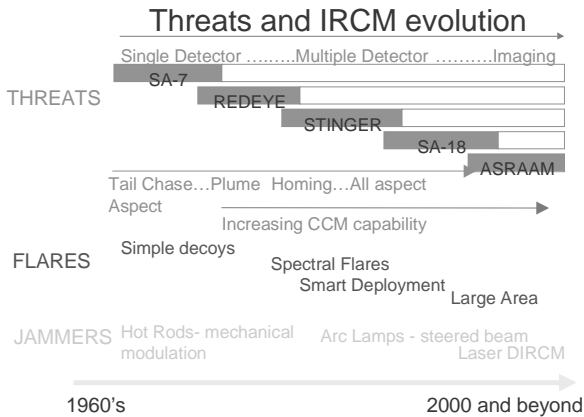 Threats and IRCM evolution
Single Detector ...…...Multiple Detector ...…....Imaging
THREATS
SA-7
REDEYE
STINGER
SA-18
ASRAAM
Tail Chase…Plume Homing…All aspect
Aspect
Increasing CCM capability
FLARES
Simple decoys
Spectral Flares
Smart Deployment
Large Area
JAMMERS
Hot Rods- mechanical
modulation
Arc Lamps - steered beam
Laser DIRCM
1960's
2000 and beyond